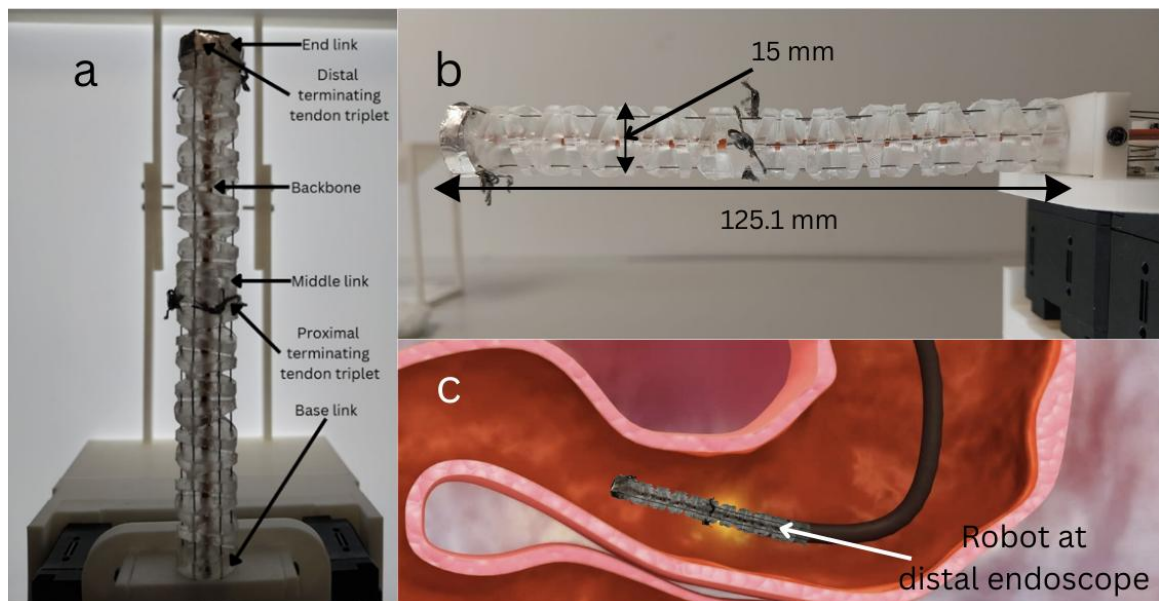 a
End link
Distal
terminating
tendon triplet
Backbone
Middle link
Proximal
terminating
tendon triplet
Base link
b
15 mm
125.1 mm
c
Robot at
distal endoscope